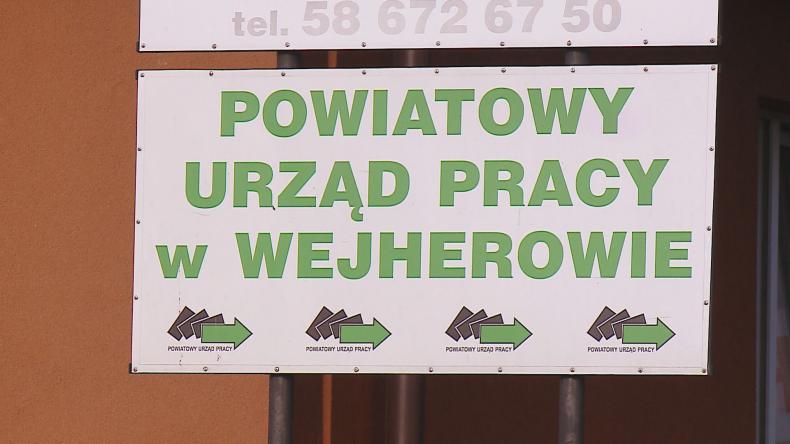 tel. 58 672 67 50
POWIATOWY
URZĄD PRACY
w WEJHEROWIE
POWIATOWY URZĄD PRACY POWIATOWY URZĄD PRACY POWIATOWY URZĄD PRACY POWIATOWY URZĄD PRACY